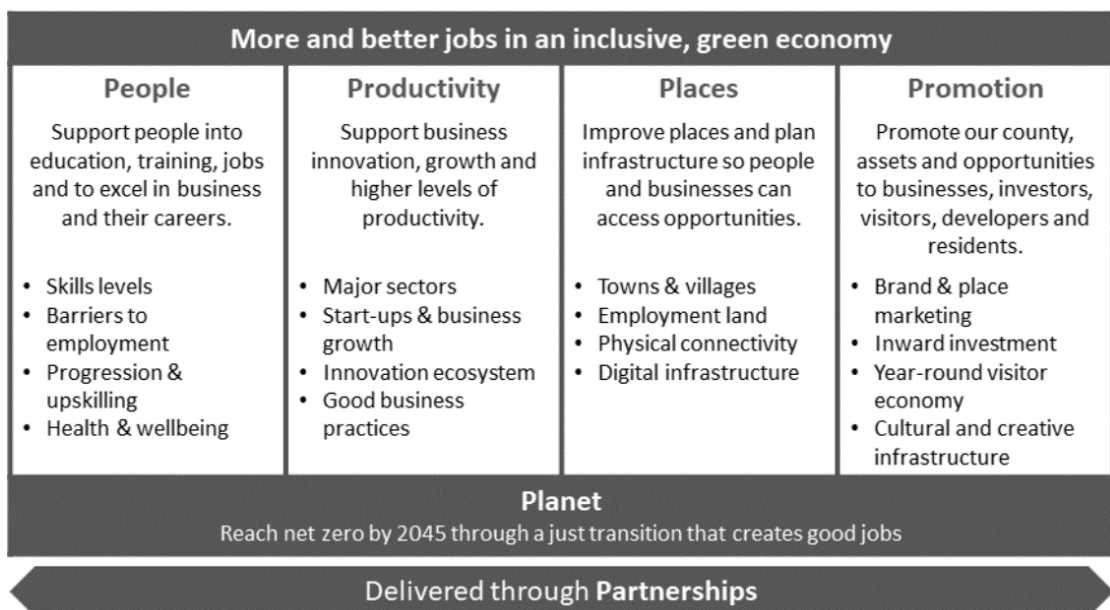 More and better jobs in an inclusive, green economy
People
Support people into
education, training, jobs
and to excel in business
and their careers.
• Skills levels
• Barriers to
employment
• Progression &
upskilling
• Health & wellbeing
Productivity
Support business
innovation, growth and
higher levels of
productivity.
• Major sectors
• Start-ups & business
growth
• Innovation ecosystem
• Good business
practices
Places
Improve places and plan
infrastructure so people
and businesses can
access opportunities.
• Towns & villages
• Employment land
• Physical connectivity
• Digital infrastructure
Promotion
Promote our county,
assets and opportunities
to businesses, investors,
visitors, developers and
residents.
• Brand & place
marketing
• Inward investment
• Year-round visitor
economy
• Cultural and creative
infrastructure
Planet
Reach net zero by 2045 through a just transition that creates good jobs
Delivered through Partnerships